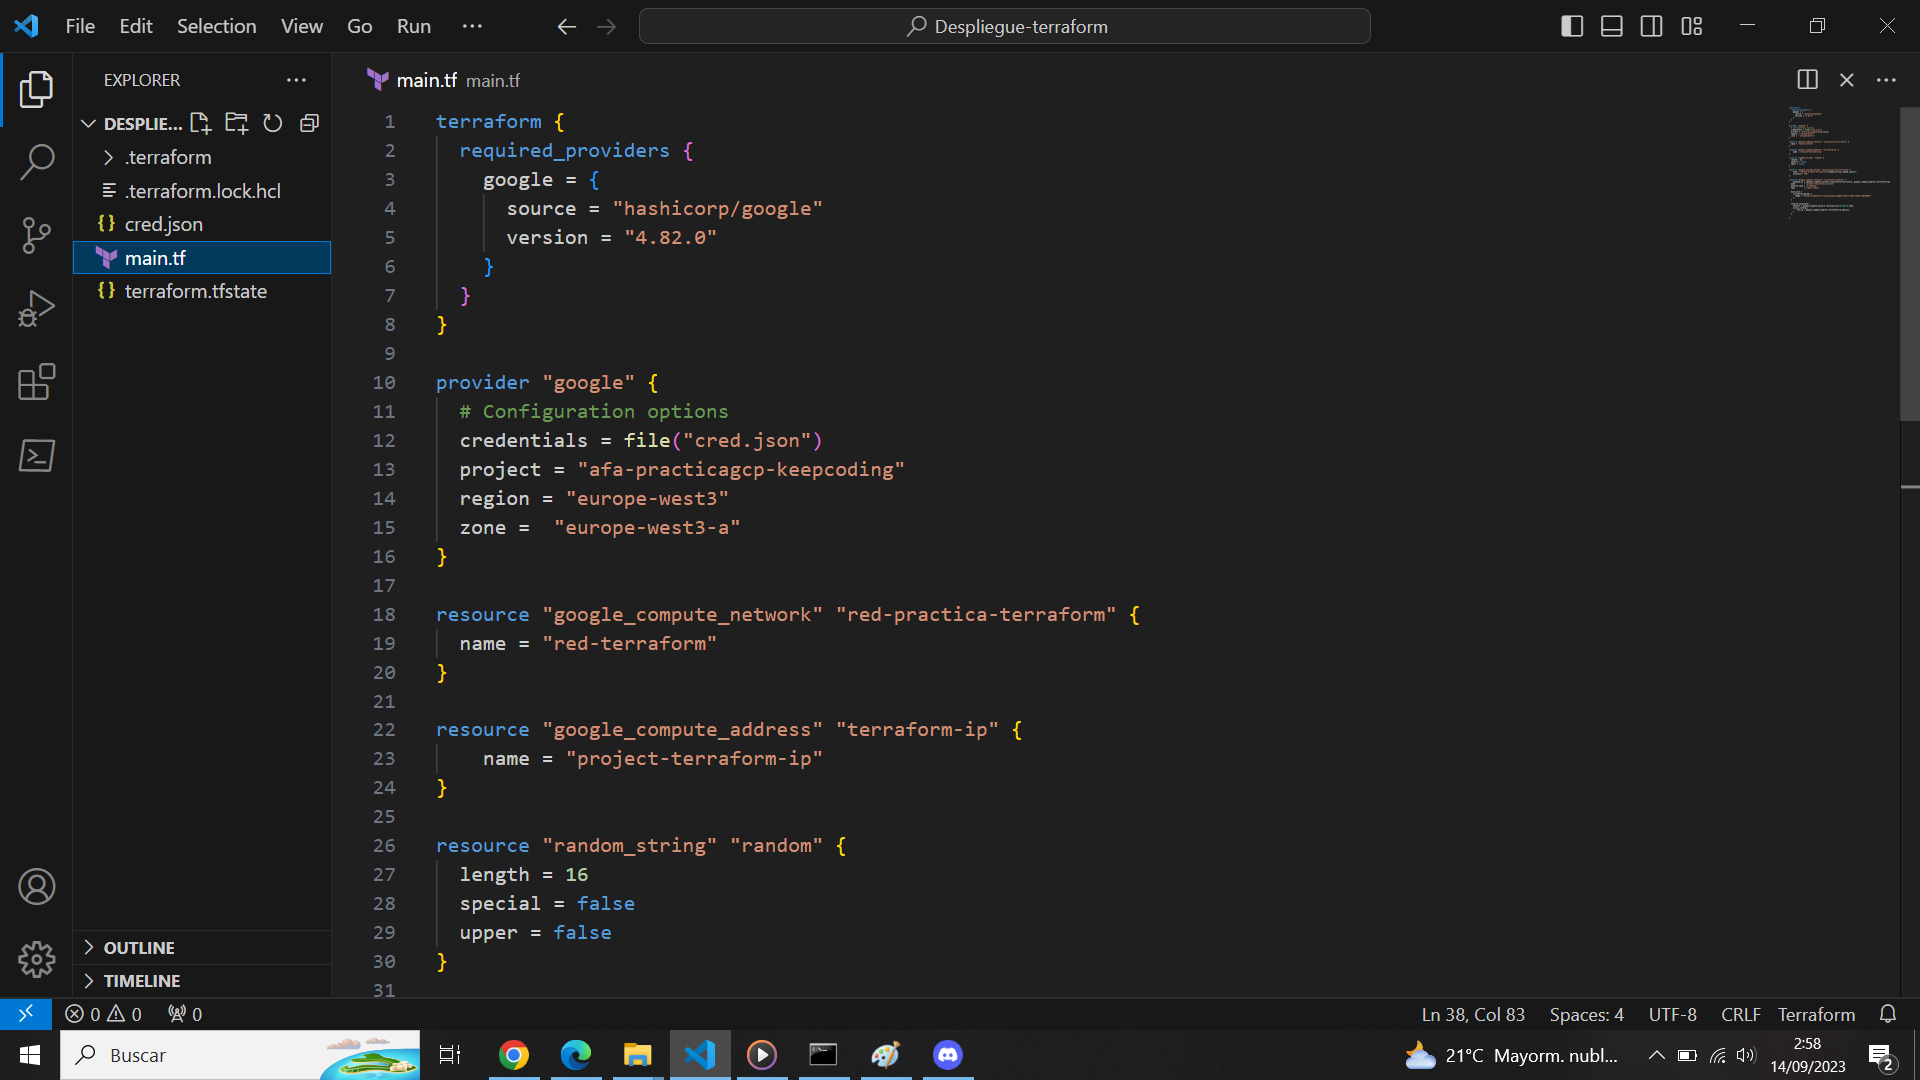 File Edit Selection View Go Run ···
Despliegue-terraform
EXPLORER
DESPLIE...
.terraform
.terraform.lock.hcl
cred.json
main.tf
terraform.tfstate
OUTLINE
TIMELINE
main.tf main.tf
1 terraform {
2 required_providers {
3 google = {
4 source = "hashicorp/google"
5 version = "4.82.0"
6 }
7 }
8 }
9
10 provider "google" {
11 # Configuration options
12 credentials = file("cred.json")
13 project = "afa-practicagcp-keepcoding"
14 region = "europe-west3"
15 zone =  "europe-west3-a"
16 }
17
18 resource "google_compute_network" "red-practica-terraform" {
19 name = "red-terraform"
20 }
21
22 resource "google_compute_address" "terraform-ip" {
23 name = "project-terraform-ip"
24 }
25
26 resource "random_string" "random" {
27 length = 16
28 special = false
29 upper = false
30 }
31
0 0 0
Ln 38, Col 83 Spaces: 4 UTF-8 CRLF Terraform
Buscar
21°C Mayorm. nubl...
2:58
14/09/2023
2